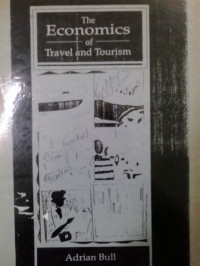 The
Economics
of
Travel and Tourism
Adrian Bull